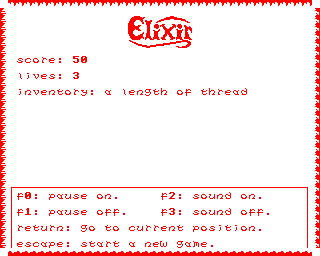 Elixir
score: 50
lives: 3
inventory: a length of thread
f0: pause on. f2: sound on.
f1: pause off. f3: sound off.
return: go to current position.
escape: start a new game.